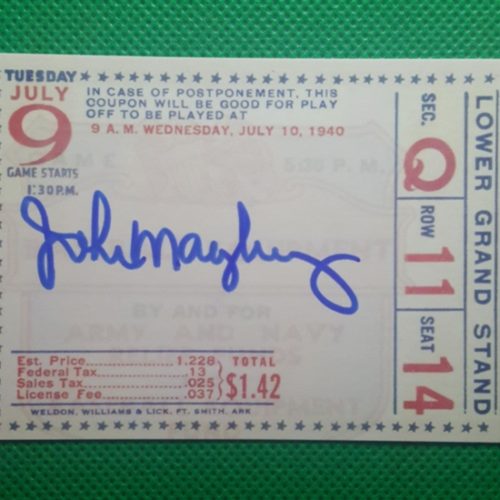 TUESDAY
JULY
9
GAME STARTS
1:30 P.M.
IN CASE OF POSTPONEMENT, THIS
COUPON WILL BE GOOD FOR PLAY
OFF TO BE PLAYED AT
9 A.M. WEDNESDAY, JULY 10, 1940
BY AND FOR
ARMY AND NAVY
Est. Price 1.228
Federal Tax .13
Sales Tax .025
License Fee .037
TOTAL
$1.42
WELDON, WILLIAMS & LICK, FT. SMITH, ARK
SEC.
Q
ROW
11
SEAT
14
LOWER GRAND STAND